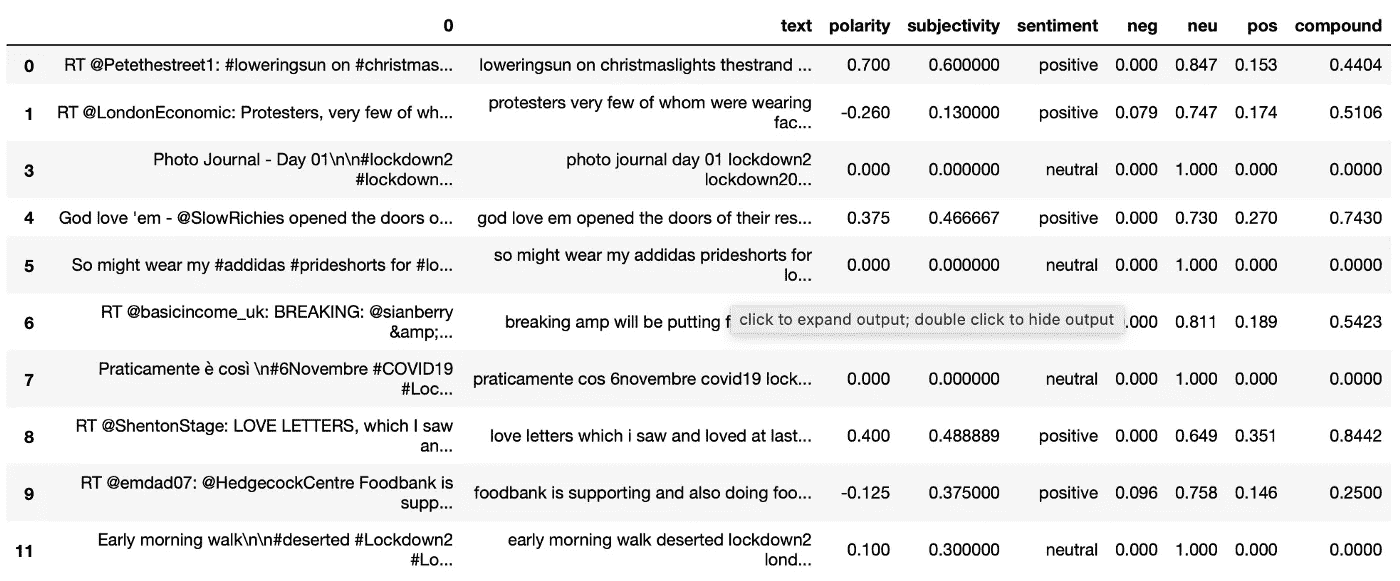 0 text polarity subjectivity sentiment neg neu pos compound
0 RT @Petethestreet1: #loweringsun on #christmas... loweringsun on christmaslights thestrand ... 0.700 0.600000 positive 0.000 0.847 0.153 0.4404
1 RT @LondonEconomic: Protesters, very few of wh... protesters very few of whom were wearing
fac... -0.260 0.130000 positive 0.079 0.747 0.174 0.5106
3 Photo Journal - Day 01\n\n#lockdown2
#lockdown... photo journal day 01 lockdown2
lockdown20... 0.000 0.000000 neutral 0.000 1.000 0.000 0.0000
4 God love 'em - @SlowRichies opened the doors o... god love em opened the doors of their res... 0.375 0.466667 positive 0.000 0.730 0.270 0.7430
5 So might wear my #addidas #prideshorts for #lo... so might wear my addidas prideshorts for
lo... 0.000 0.000000 neutral 0.000 1.000 0.000 0.0000
6 RT @basicincome_uk: BREAKING: @sianberry
&amp;... breaking amp will be putting f
click to expand output; double click to hide output
.000 0.811 0.189 0.5423
7 Praticamente è così \n#6Novembre #COVID19
#Loc... praticamente cos 6novembre covid19 lock... 0.000 0.000000 neutral 0.000 1.000 0.000 0.0000
8 RT @ShentonStage: LOVE LETTERS, which I saw
an... love letters which i saw and loved at last... 0.400 0.488889 positive 0.000 0.649 0.351 0.8442
9 RT @emdad07: @HedgecockCentre Foodbank is
supp... foodbank is supporting and also doing foo... -0.125 0.375000 positive 0.096 0.758 0.146 0.2500
11 Early morning walk\n\n#deserted #Lockdown2
#Lo... early morning walk deserted lockdown2
lond... 0.100 0.300000 neutral 0.000 1.000 0.000 0.0000